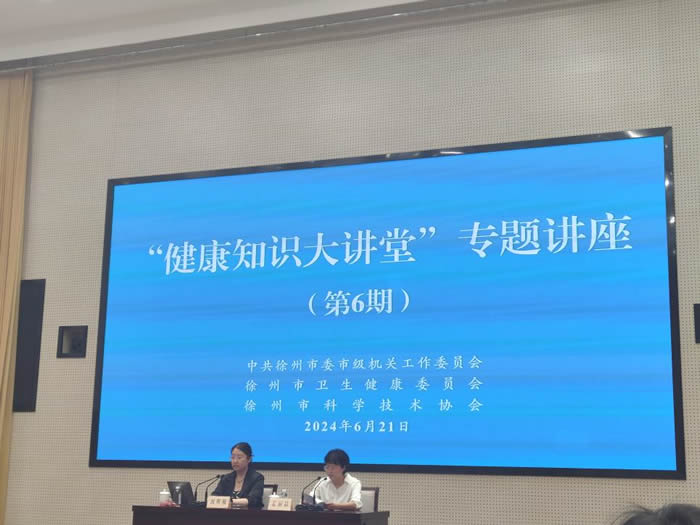 “健康知识大讲堂”专题讲座
（第6期）
中共徐州市委市级机关工作委员会
徐州市卫生健康委员会
徐州市科学技术协会
2024年6月21日